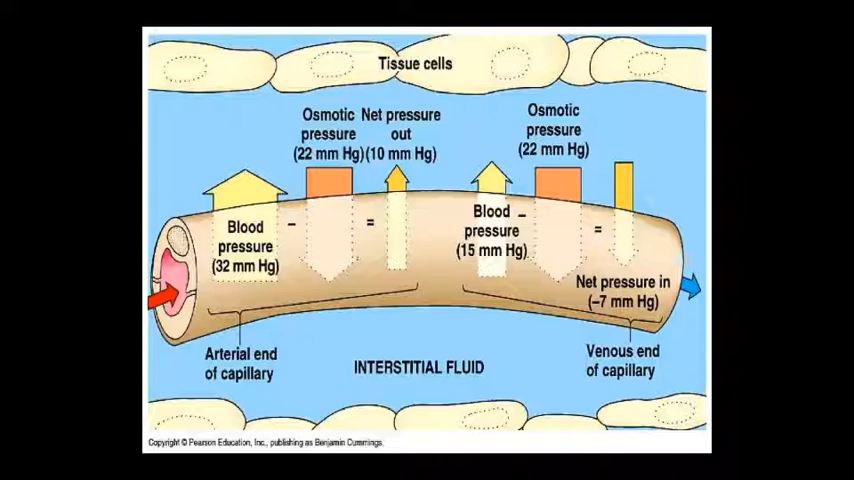 Tissue cells
Osmotic
pressure
(22 mm Hg)
Net pressure
out
(10 mm Hg)
Osmotic
pressure
(22 mm Hg)
Blood
pressure
(32 mm Hg)
–
=
Blood
pressure
(15 mm Hg)
–
=
Net pressure in
(–7 mm Hg)
Arterial end
of capillary
INTERSTITIAL FLUID
Venous end
of capillary
Copyright © Pearson Education, Inc., publishing as Benjamin Cummings.